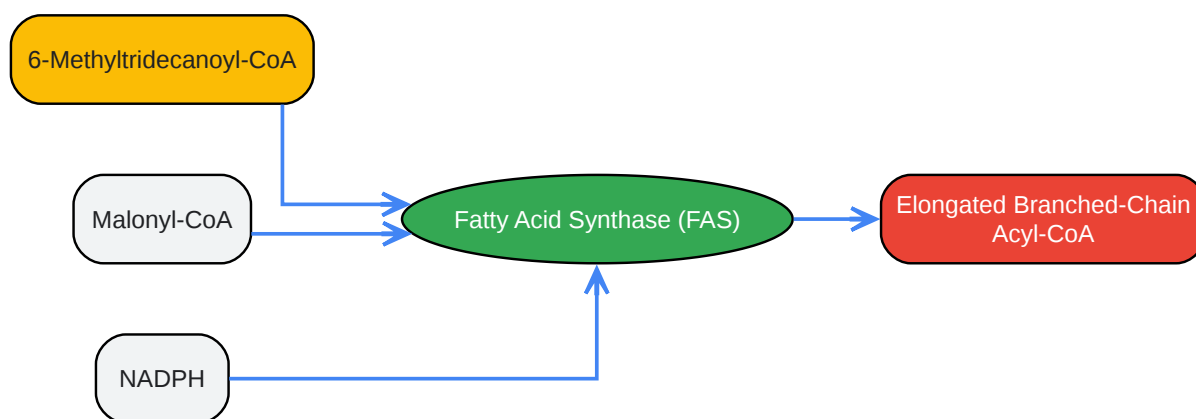 6-Methyltridecanoyl-CoA
Malonyl-CoA
Fatty Acid Synthase (FAS)
Elongated Branched-Chain
Acyl-CoA
NADPH